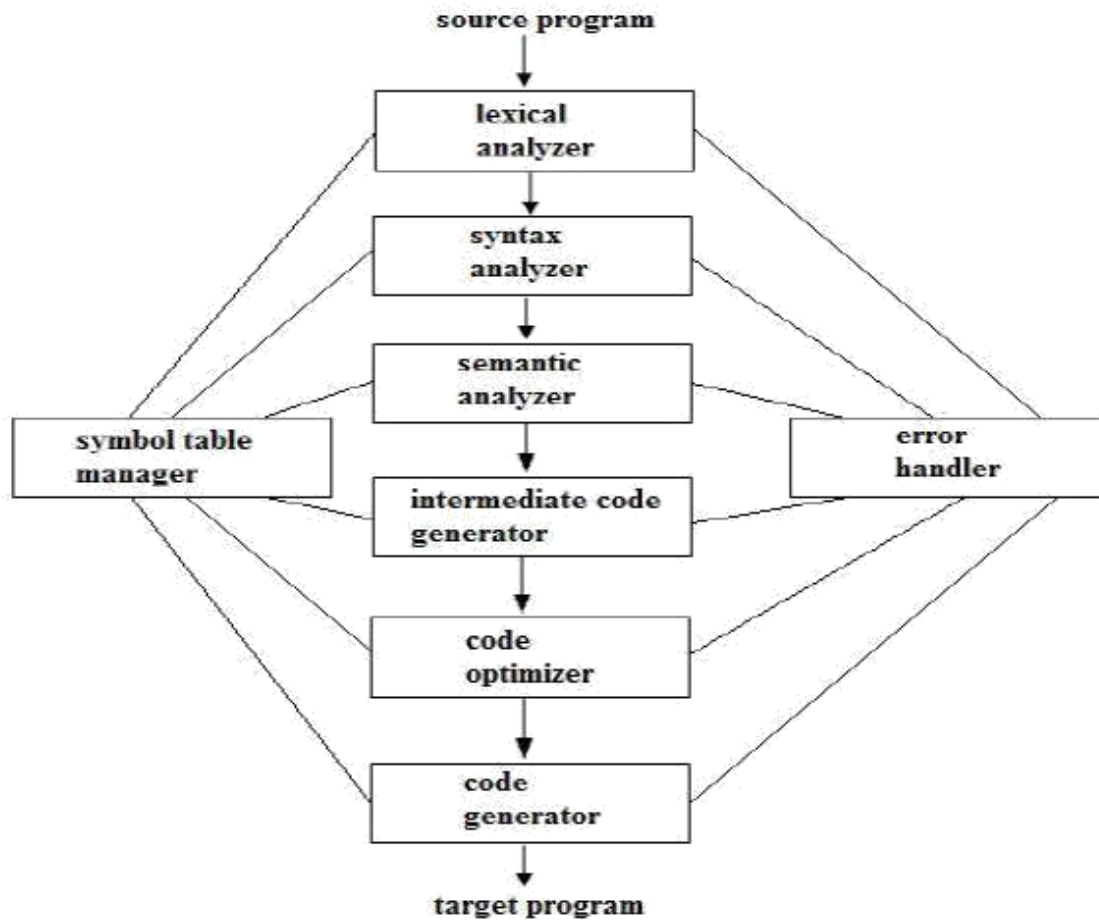 source program
lexical
analyzer
syntax
analyzer
semantic
analyzer
symbol table
manager
error
handler
intermediate code
generator
code
optimizer
code
generator
target program